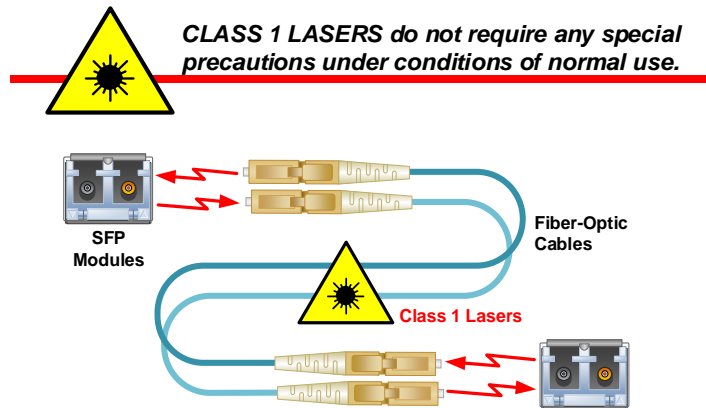 CLASS 1 LASERS do not require any special
precautions under conditions of normal use.
SFP
Modules
Fiber-Optic
Cables
Class 1 Lasers